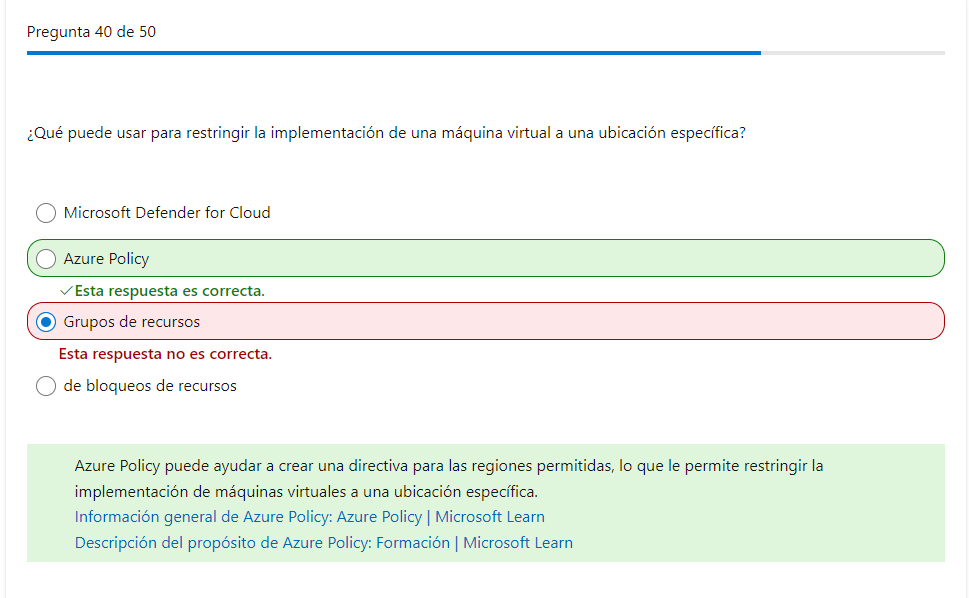 Pregunta 40 de 50
¿Qué puede usar para restringir la implementación de una máquina virtual a una ubicación específica?
Microsoft Defender for Cloud
Azure Policy
Esta respuesta es correcta.
Grupos de recursos
Esta respuesta no es correcta.
de bloqueos de recursos
Azure Policy puede ayudar a crear una directiva para las regiones permitidas, lo que le permite restringir la
implementación de máquinas virtuales a una ubicación específica.
Información general de Azure Policy: Azure Policy | Microsoft Learn
Descripción del propósito de Azure Policy: Formación | Microsoft Learn